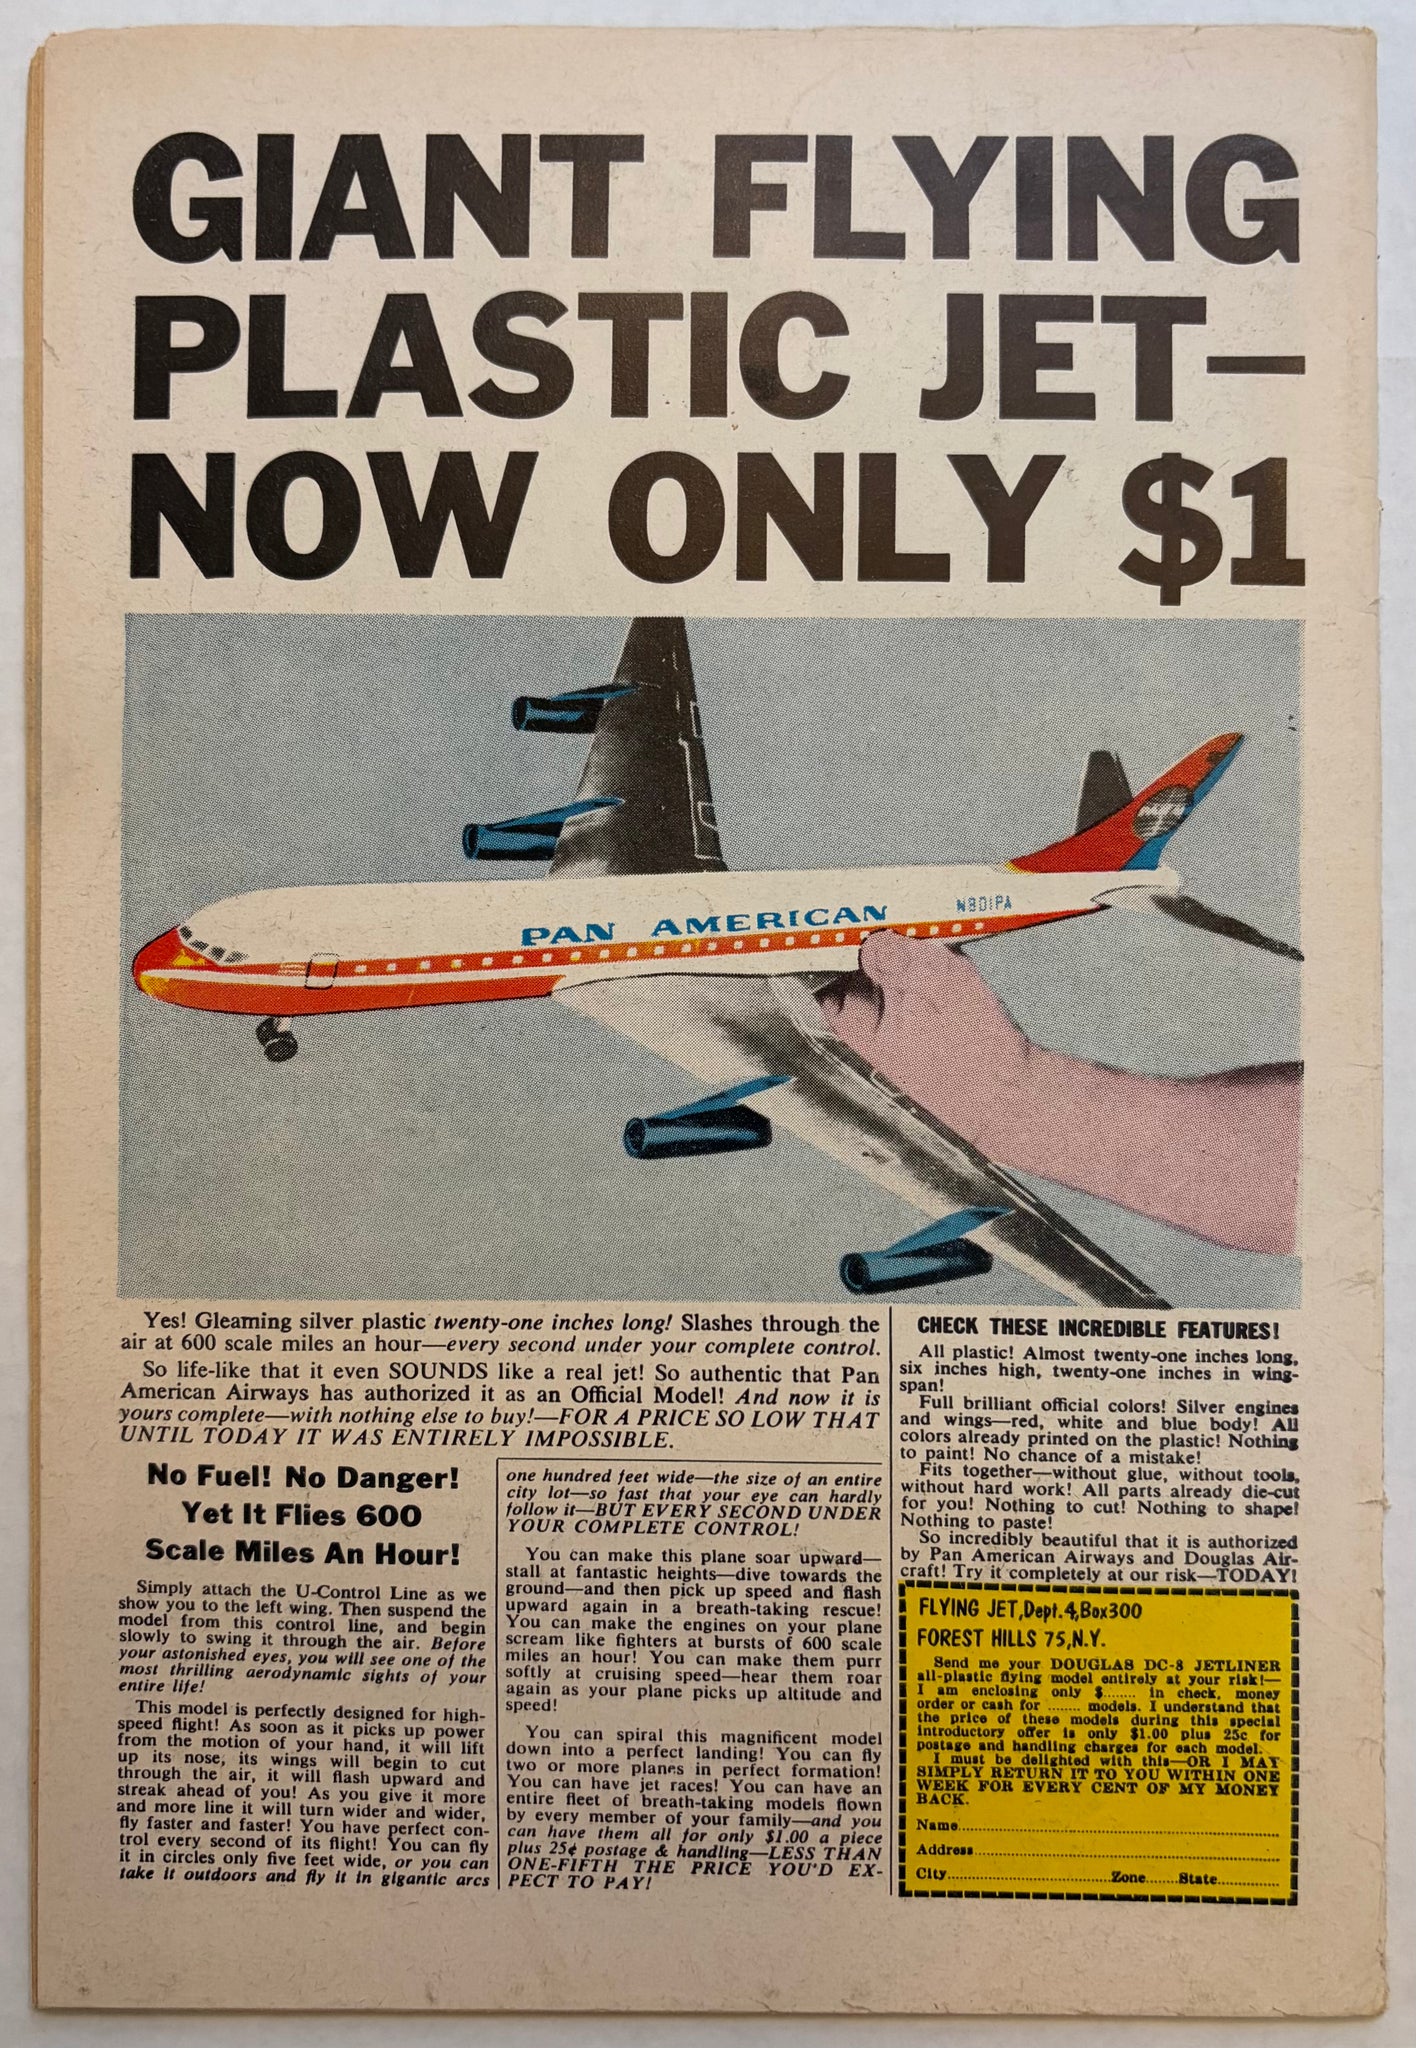 GIANT FLYING
PLASTIC JET—
NOW ONLY $1
PAN AMERICAN
N801PA
Yes! Gleaming silver plastic twenty-one inches long! Slashes through the
air at 600 scale miles an hour—every second under your complete control.
So life-like that it even SOUNDS like a real jet! So authentic that Pan
American Airways has authorized it as an Official Model! And now it is
yours complete—with nothing else to buy!—FOR A PRICE SO LOW THAT
UNTIL TODAY IT WAS ENTIRELY IMPOSSIBLE.
No Fuel! No Danger!
Yet It Flies 600
Scale Miles An Hour!
Simply attach the U-Control Line as we
show you to the left wing. Then suspend the
model from this control line, and begin
slowly to swing it through the air. Before
your astonished eyes, you will see one of the
most thrilling aerodynamic sights of your
entire life!
This model is perfectly designed for high-
speed flight! As soon as it picks up power
from the motion of your hand, it will lift
up its nose, its wings will begin to cut
through the air, it will flash upward and
streak ahead of you! As you give it more
and more line it will turn wider and wider,
fly faster and faster! You have perfect con-
trol every second of its flight! You can fly
it in circles only five feet wide, or you can
take it outdoors and fly it in gigantic arcs
one hundred feet wide—the size of an entire
city lot—so fast that your eye can hardly
follow it—BUT EVERY SECOND UNDER
YOUR COMPLETE CONTROL!
You can make this plane soar upward—
stall at fantastic heights—dive towards the
ground—and then pick up speed and flash
upward again in a breath-taking rescue!
You can make the engines on your plane
scream like fighters at bursts of 600 scale
miles an hour! You can make them purr
softly at cruising speed—hear them roar
again as your plane picks up altitude and
speed!
You can spiral this magnificent model
down into a perfect landing! You can fly
two or more planes in perfect formation!
You can have jet races! You can have an
entire fleet of breath-taking models flown
by every member of your family—and you
can have them all for only $1.00 a piece
plus 25¢ postage & handling—LESS THAN
ONE-FIFTH THE PRICE YOU'D EX-
PECT TO PAY!
CHECK THESE INCREDIBLE FEATURES!
All plastic! Almost twenty-one inches long,
six inches high, twenty-one inches in wing-
span!
Full brilliant official colors! Silver engines
and wings—red, white and blue body! All
colors already printed on the plastic! Nothing
to paint! No chance of a mistake!
Fits together—without glue, without tools,
without hard work! All parts already die-cut
for you! Nothing to cut! Nothing to shape!
Nothing to paste!
So incredibly beautiful that it is authorized
by Pan American Airways and Douglas Air-
craft! Try it completely at our risk—TODAY!
FLYING JET, Dept. 4, Box 300
FOREST HILLS 75, N.Y.
Send me your DOUGLAS DC-8 JETLINER
all-plastic flying model entirely at your risk!—
I am enclosing only $........ in check, money
order or cash for ........ models. I understand that
the price of these models during this special
introductory offer is only $1.00 plus 25c for
postage and handling charges for each model.
I must be delighted with this—OR I MAY
SIMPLY RETURN IT TO YOU WITHIN ONE
WEEK FOR EVERY CENT OF MY MONEY
BACK.
Name
Address
City Zone State